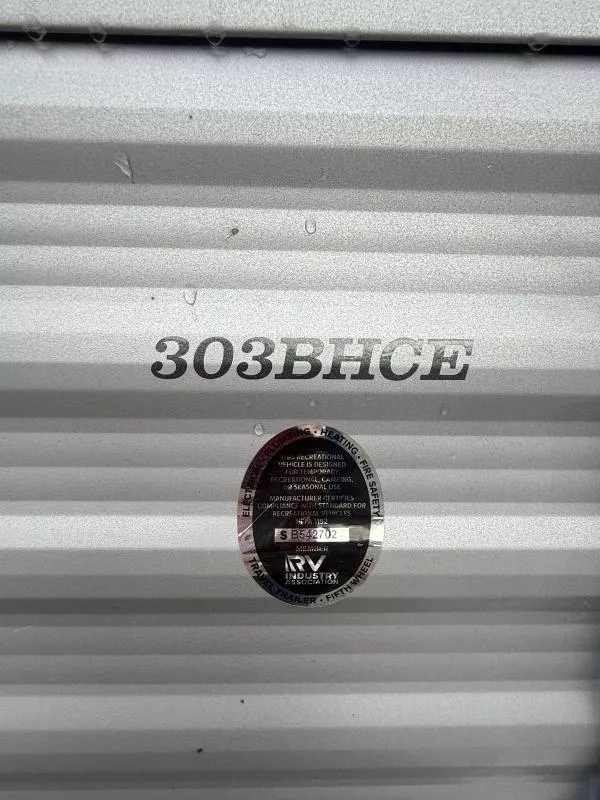 303BHCE
ELECTRICAL • PLUMBING • HEATING • FIRE SAFETY
THIS RECREATIONAL
VEHICLE IS DESIGNED
FOR TEMPORARY
RECREATIONAL, CAMPING,
OR SEASONAL USE
MANUFACTURER CERTIFIES
COMPLIANCE WITH STANDARD FOR
RECREATIONAL VEHICLES
NFPA 1192
S B542702
MEMBER
RV
INDUSTRY
ASSOCIATION
TRAVEL TRAILER • FIFTH WHEEL